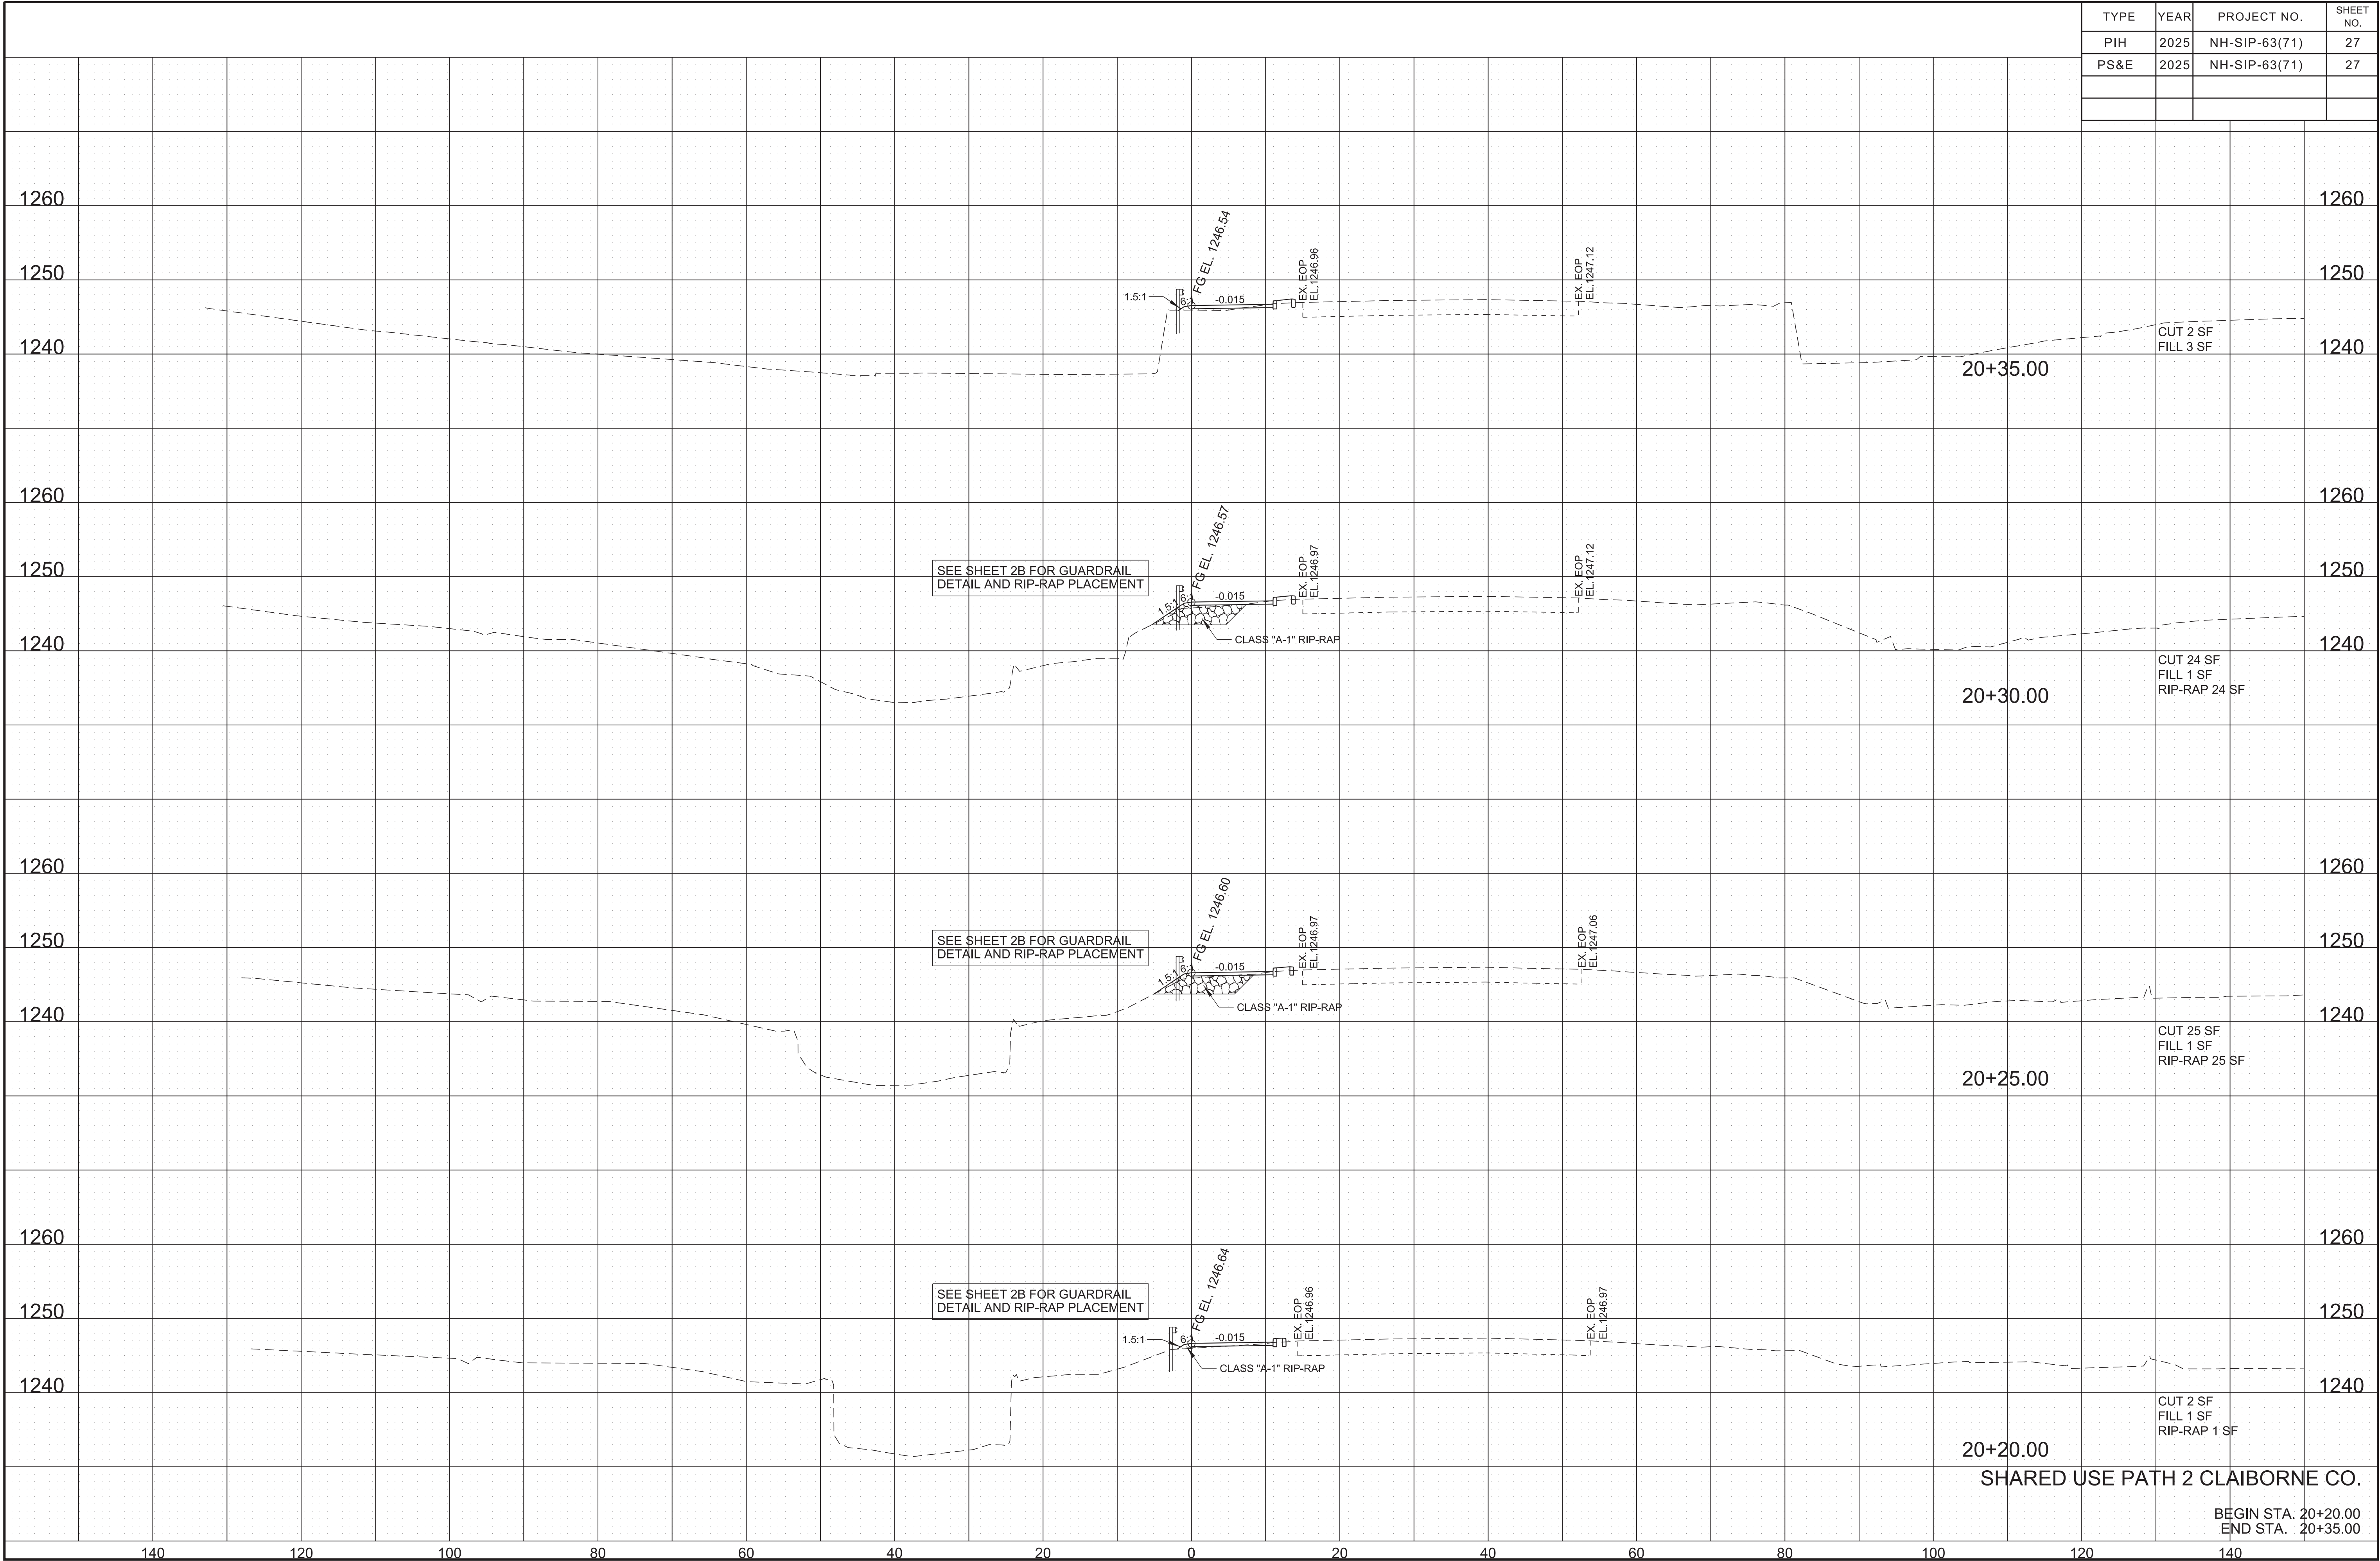 TYPE YEAR PROJECT NO. SHEET NO.
PIH 2025 NH-SIP-63(71) 27
PS&E 2025 NH-SIP-63(71) 27
1260 1260
FG EL. 1246.54
EX. EOP
EL.1246.96
EX. EOP
EL.1247.12
1250 1250
1.5:1 6:1 -0.015
CUT 2 SF
FILL 3 SF
1240 1240
20+35.00
1260 1260
FG EL. 1246.57
EX. EOP
EL.1246.97
EX. EOP
EL.1247.12
1250 1250
SEE SHEET 2B FOR GUARDRAIL
DETAIL AND RIP-RAP PLACEMENT
1.5:1 6:1 -0.015
CLASS "A-1" RIP-RAP
1240 1240
CUT 24 SF
FILL 1 SF
RIP-RAP 24 SF
20+30.00
1260 1260
FG EL. 1246.60
EX. EOP
EL.1246.97
EX. EOP
EL.1247.06
1250 1250
SEE SHEET 2B FOR GUARDRAIL
DETAIL AND RIP-RAP PLACEMENT
1.5:1 6:1 -0.015
CLASS "A-1" RIP-RAP
1240 1240
CUT 25 SF
FILL 1 SF
RIP-RAP 25 SF
20+25.00
1260 1260
FG EL. 1246.64
EX. EOP
EL.1246.96
EX. EOP
EL.1246.97
1250 1250
SEE SHEET 2B FOR GUARDRAIL
DETAIL AND RIP-RAP PLACEMENT
1.5:1 6:1 -0.015
CLASS "A-1" RIP-RAP
1240 1240
CUT 2 SF
FILL 1 SF
RIP-RAP 1 SF
20+20.00
SHARED USE PATH 2 CLAIBORNE CO.
BEGIN STA. 20+20.00
END STA. 20+35.00
140 120 100 80 60 40 20 0 20 40 60 80 100 120 140